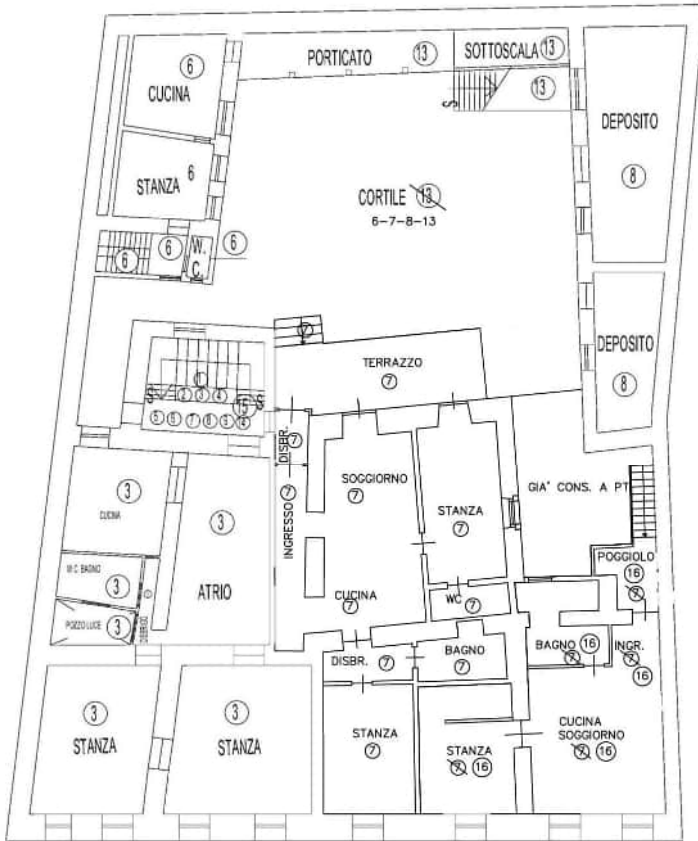 PORTICATO 13
SOTTOSCALA 13
6
CUCINA
13
S
DEPOSITO
8
STANZA 6
CORTILE 13
6-7-8-13
6
6
W.
C.
6
7
TERRAZZO
7
DEPOSITO
8
1
2 3 4
S
15 S
5 6 7 8 3 4
DISBR. 7
INGRESSO 7
SOGGIORNO
7
STANZA
7
GIA' CONS. A PT
3
CUCINA
3
ATRIO
W.C. BAGNO
3
POZZO LUCE 3
CUCINA
7
WC 7
POGGIOLO
16
7
DISBR. 7
BAGNO
7
BAGNO 16
7
INGR.
7
16
3
STANZA
3
STANZA
STANZA
7
STANZA
7 16
CUCINA
SOGGIORNO
7 16